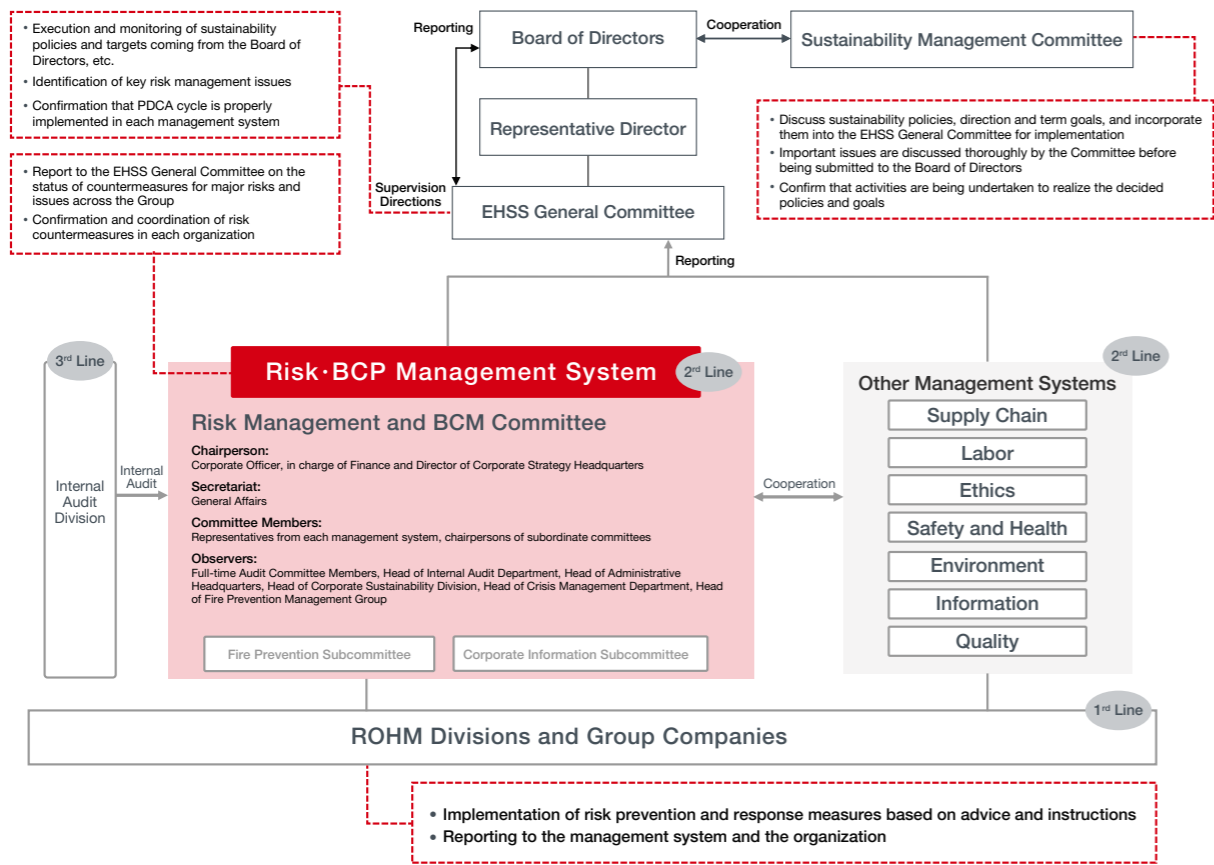 • Execution and monitoring of sustainability
policies and targets coming from the Board of
Directors, etc.
• Identification of key risk management issues
• Confirmation that PDCA cycle is properly
implemented in each management system
Reporting
Board of Directors
Cooperation
Sustainability Management Committee
Representative Director
• Discuss sustainability policies, direction and term goals, and incorporate
them into the EHSS General Committee for implementation
• Important issues are discussed thoroughly by the Committee before
being submitted to the Board of Directors
• Confirm that activities are being undertaken to realize the decided
policies and goals
• Report to the EHSS General Committee on the
status of countermeasures for major risks and
issues across the Group
• Confirmation and coordination of risk
countermeasures in each organization
Supervision
Directions
EHSS General Committee
Reporting
3rd Line
Internal
Audit
Division
Internal
Audit
Risk·BCP Management System
2nd Line
Risk Management and BCM Committee
Chairperson:
Corporate Officer, in charge of Finance and Director of Corporate Strategy Headquarters
Secretariat:
General Affairs
Committee Members:
Representatives from each management system, chairpersons of subordinate committees
Observers:
Full-time Audit Committee Members, Head of Internal Audit Department, Head of Administrative
Headquarters, Head of Corporate Sustainability Division, Head of Crisis Management Department, Head
of Fire Prevention Management Group
Fire Prevention Subcommittee
Corporate Information Subcommittee
Cooperation
2rd Line
Other Management Systems
Supply Chain
Labor
Ethics
Safety and Health
Environment
Information
Quality
1rd Line
ROHM Divisions and Group Companies
• Implementation of risk prevention and response measures based on advice and instructions
• Reporting to the management system and the organization